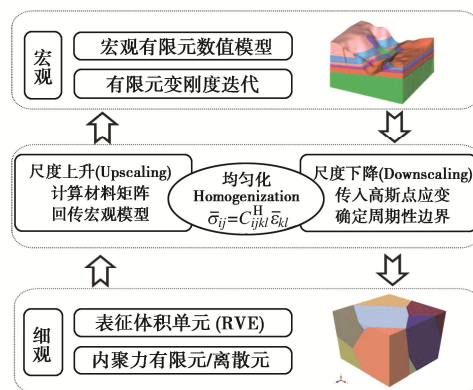 宏观
宏观有限元数值模型
有限元变刚度迭代
尺度上升(Upscaling)
计算材料矩阵
回传宏观模型
均匀化
Homogenization
σ̄ij=C^H_ijkl ε̄kl
尺度下降(Downscaling)
传入高斯点应变
确定周期性边界
细观
表征体积单元 (RVE)
内聚力有限元/离散元